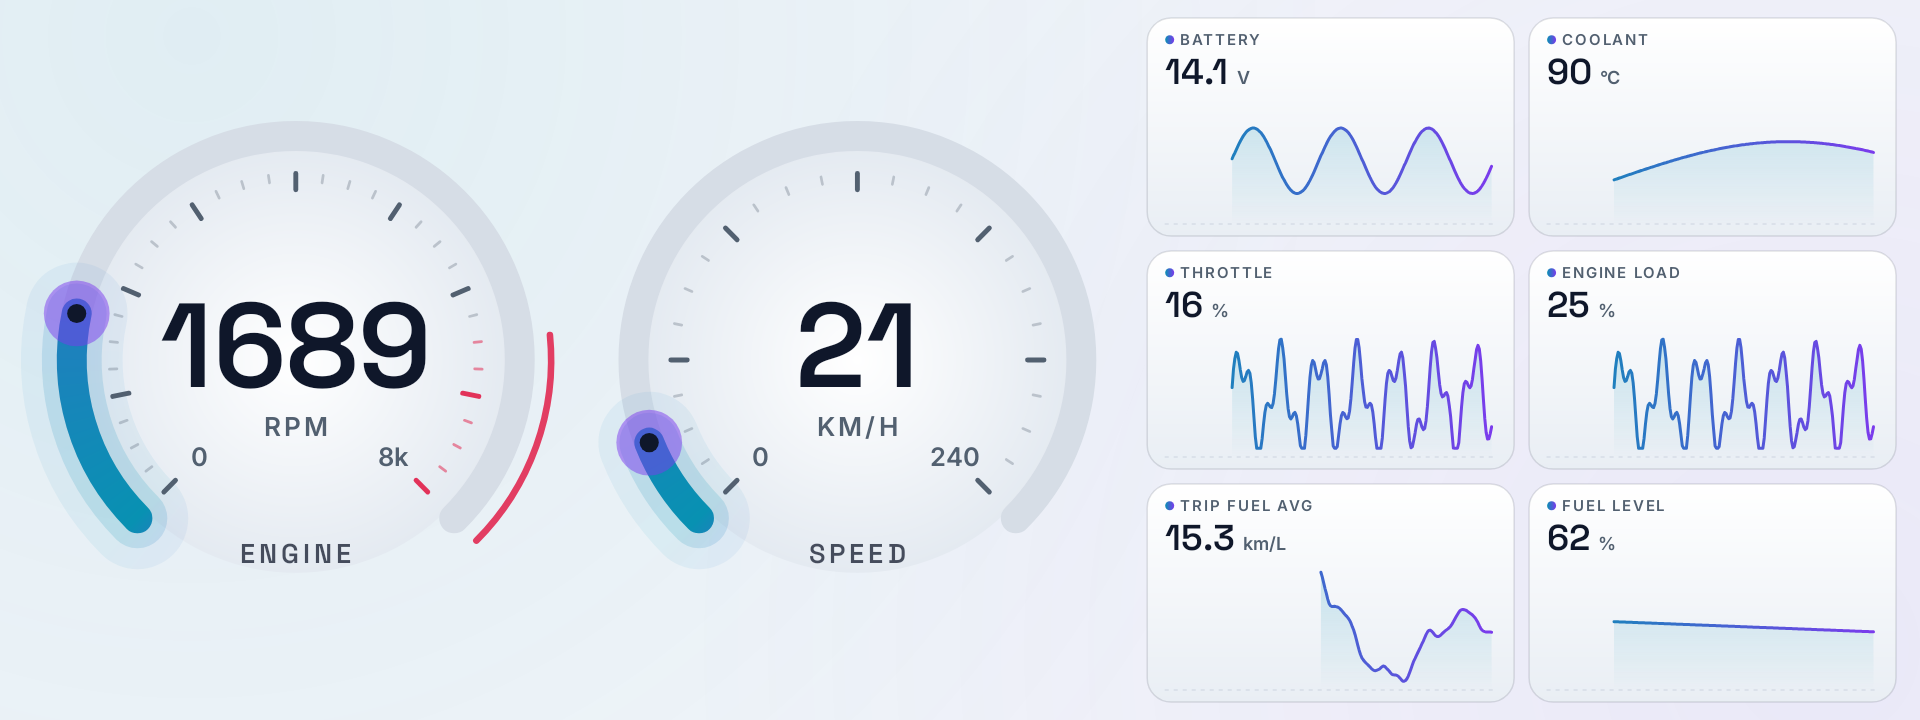 1689
RPM
0
8k
ENGINE
21
KM/H
0
240
SPEED
BATTERY
14.1 V
COOLANT
90 °C
THROTTLE
16 %
ENGINE LOAD
25 %
TRIP FUEL AVG
15.3 km/L
FUEL LEVEL
62 %